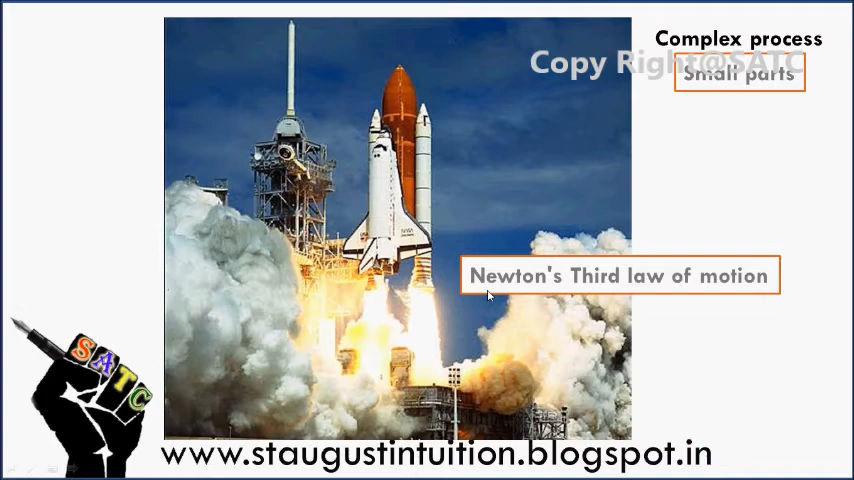 Complex process
Copy Right@SATC
Small parts
Newton's Third law of motion
SATC
www.staugustintuition.blogspot.in